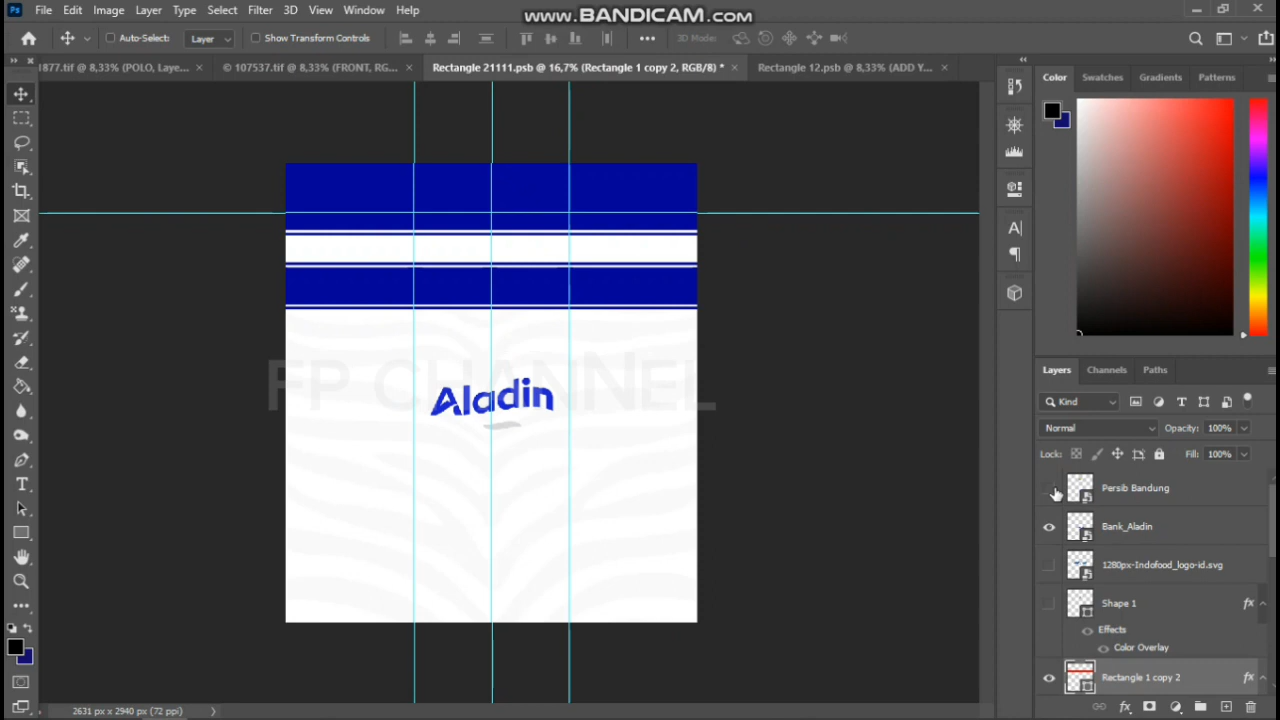 Ps File Edit Image Layer Type Select Filter 3D View Window Help
www.BANDICAM.com
Auto-Select: Layer Show Transform Controls 3D Mode:
1877.tif @ 8,33% (POLO, Laye... × © 107537.tif @ 8,33% (FRONT, RG... × Rectangle 21111.psb @ 16,7% (Rectangle 1 copy 2, RGB/8) * × Rectangle 12.psb @ 8,33% (ADD Y... ×
Color Swatches Gradients Patterns
FP CHANNEL
Aladin
Layers Channels Paths
Kind
Normal Opacity: 100%
Lock: Fill: 100%
Persib Bandung
Bank_Aladin
1280px-Indofood_logo-id.svg
Shape 1 fx
Effects
Color Overlay
Rectangle 1 copy 2 fx
2631 px x 2940 px (72 ppi)